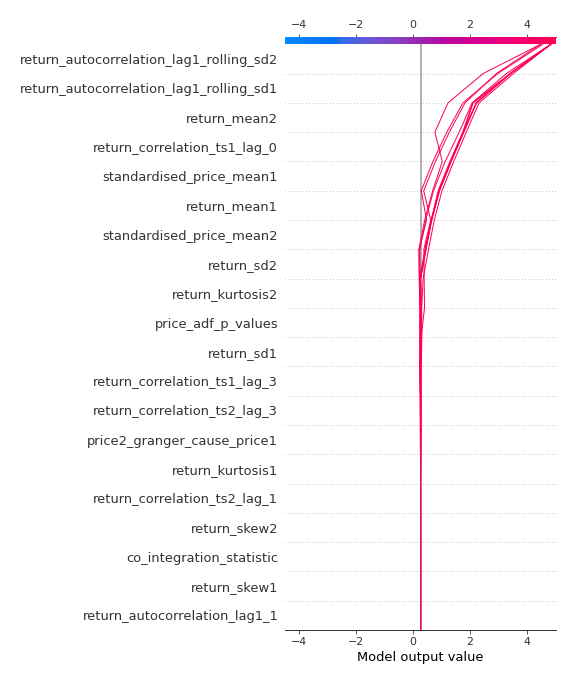 −4 −2 0 2 4
return_autocorrelation_lag1_rolling_sd2
return_autocorrelation_lag1_rolling_sd1
return_mean2
return_correlation_ts1_lag_0
standardised_price_mean1
return_mean1
standardised_price_mean2
return_sd2
return_kurtosis2
price_adf_p_values
return_sd1
return_correlation_ts1_lag_3
return_correlation_ts2_lag_3
price2_granger_cause_price1
return_kurtosis1
return_correlation_ts2_lag_1
return_skew2
co_integration_statistic
return_skew1
return_autocorrelation_lag1_1
−4 −2 0 2 4
Model output value